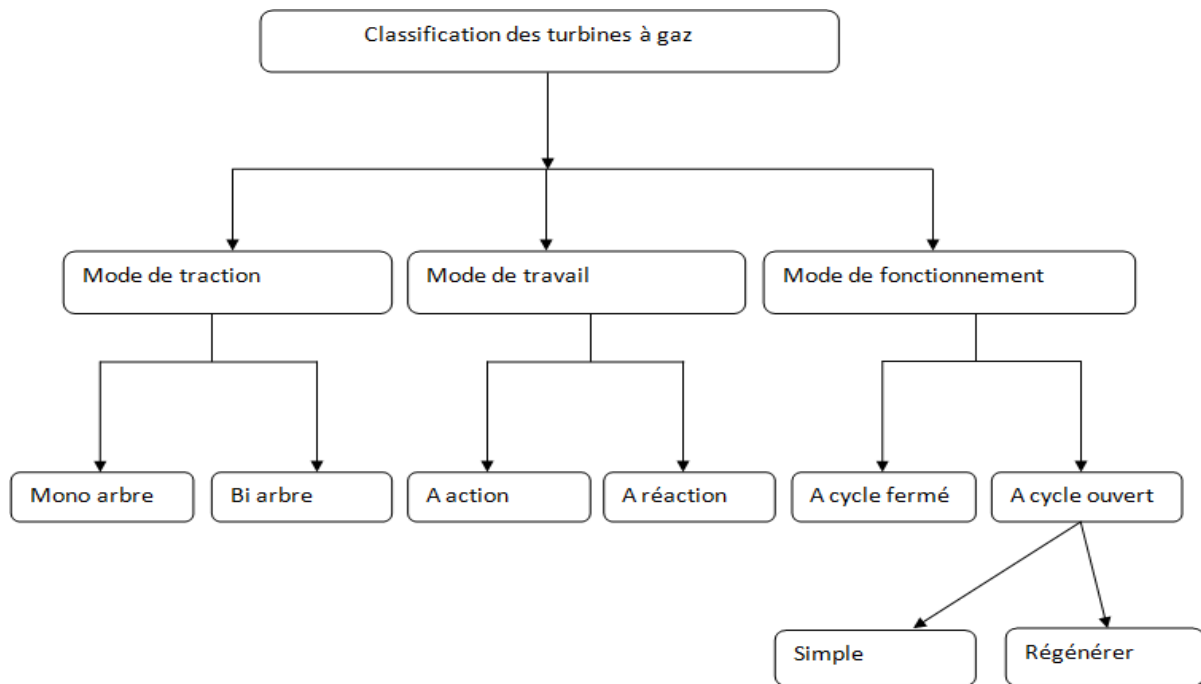 Classification des turbines à gaz
Mode de traction
Mode de travail
Mode de fonctionnement
Mono arbre
Bi arbre
A action
A réaction
A cycle fermé
A cycle ouvert
Simple
Régénérer